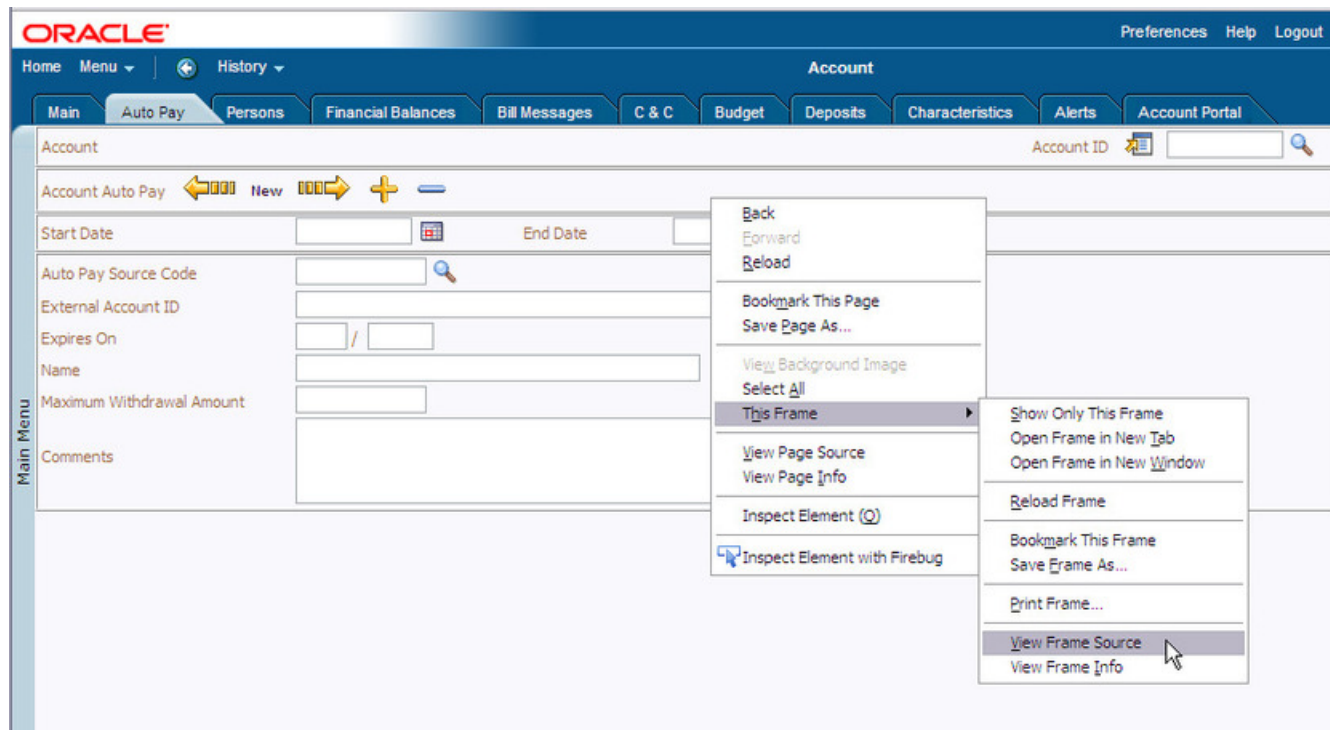 ORACLE
Preferences Help Logout
Home Menu History
Account
Main Auto Pay Persons Financial Balances Bill Messages C & C Budget Deposits Characteristics Alerts Account Portal
Account
Account ID
Account Auto Pay New
Start Date
End Date
Auto Pay Source Code
External Account ID
Expires On /
Name
Maximum Withdrawal Amount
Comments
Main Menu
Back
Forward
Reload
Bookmark This Page
Save Page As...
View Background Image
Select All
This Frame
View Page Source
View Page Info
Inspect Element (Q)
Inspect Element with Firebug
Show Only This Frame
Open Frame in New Tab
Open Frame in New Window
Reload Frame
Bookmark This Frame
Save Frame As...
Print Frame...
View Frame Source
View Frame Info